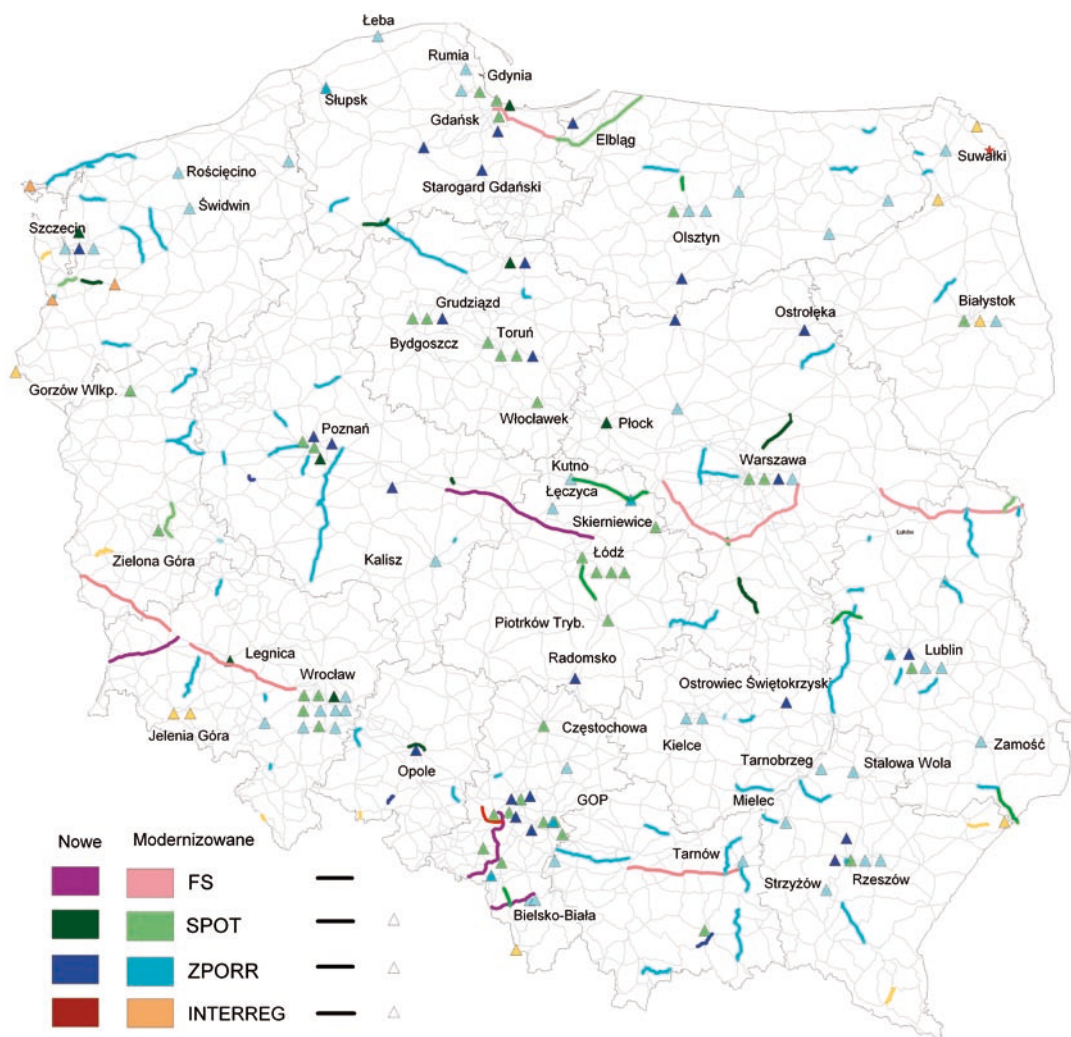 Łeba
Rumia
Gdynia
Słupsk
Gdańsk
Elbląg
Suwałki
Rościęcino
Starogard Gdański
Świdwin
Szczecin
Olsztyn
Grudziązd
Białystok
Ostrołęka
Bydgoszcz
Toruń
Gorzów Wlkp.
Włocławek
Płock
Poznań
Warszawa
Kutno
Łęczyca
Skierniewice
Łuków
Łódź
Zielona Góra
Kalisz
Piotrków Tryb.
Legnica
Wrocław
Radomsko
Lublin
Ostrowiec Świętokrzyski
Jelenia Góra
Częstochowa
Kielce
Zamość
Tarnobrzeg
Stalowa Wola
Opole
GOP
Mielec
Tarnów
Rzeszów
Strzyżów
Bielsko-Biała
Nowe Modernizowane
FS
SPOT
ZPORR
INTERREG